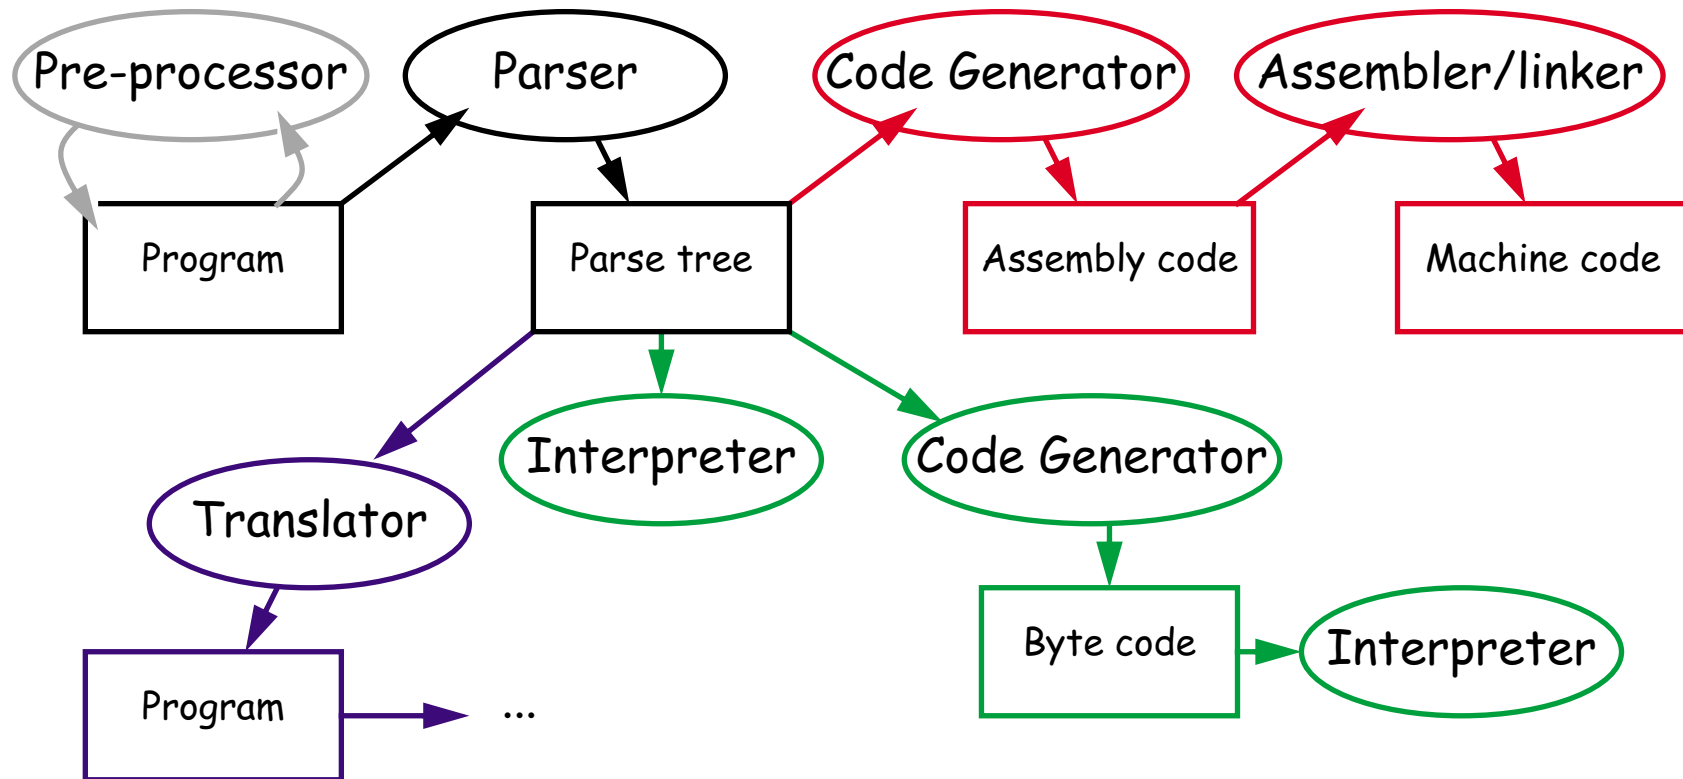 Pre-processor
Parser
Code Generator
Assembler/linker
Program
Parse tree
Assembly code
Machine code
Interpreter
Code Generator
Translator
Byte code
Interpreter
Program
...